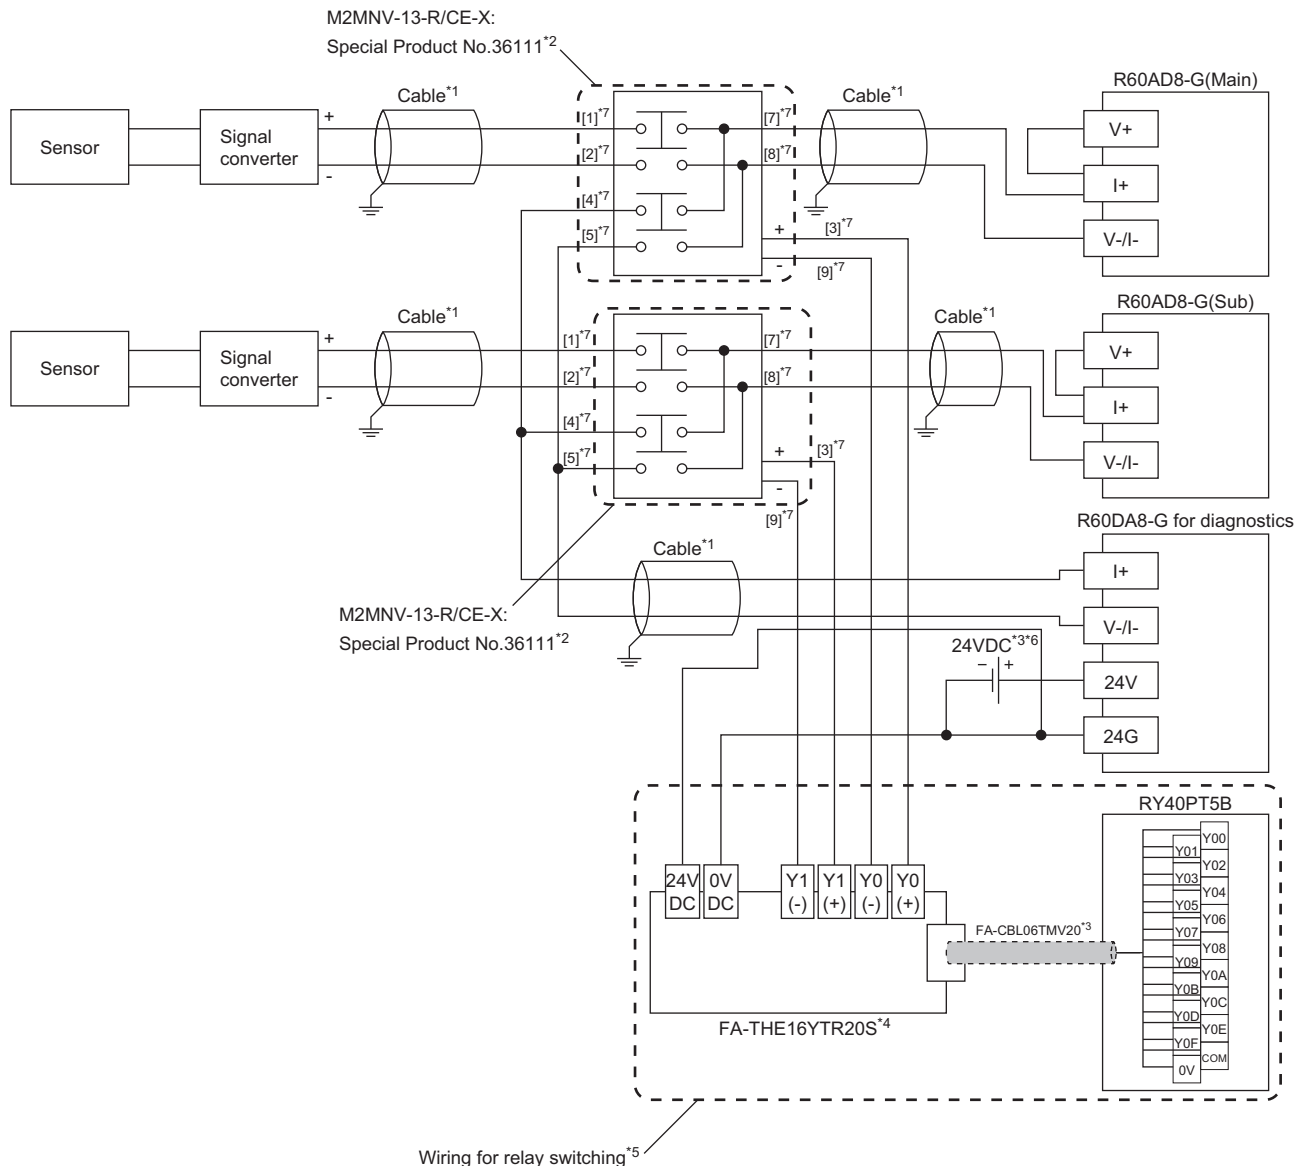 M2MNV-13-R/CE-X:
Special Product No.36111*2
R60AD8-G(Main)
Cable*1
Cable*1
Sensor
Signal
converter
+
-
[1]*7
[2]*7
[4]*7
[5]*7
[7]*7
[8]*7
+
[3]*7
-
[9]*7
V+
I+
V-/I-
R60AD8-G(Sub)
Cable*1
Cable*1
Sensor
Signal
converter
+
-
[1]*7
[2]*7
[4]*7
[5]*7
[7]*7
[8]*7
+
[3]*7
-
[9]*7
V+
I+
V-/I-
R60DA8-G for diagnostics
Cable*1
I+
V-/I-
M2MNV-13-R/CE-X:
Special Product No.36111*2
24VDC*3*6
- +
24V
24G
RY40PT5B
24V
DC
0V
DC
Y1
(-)
Y1
(+)
Y0
(-)
Y0
(+)
FA-CBL06TMV20*3
FA-THE16YTR20S*4
Y00
Y01
Y02
Y03
Y04
Y05
Y06
Y07
Y08
Y09
Y0A
Y0B
Y0C
Y0D
Y0E
Y0F
COM
0V
Wiring for relay switching*5